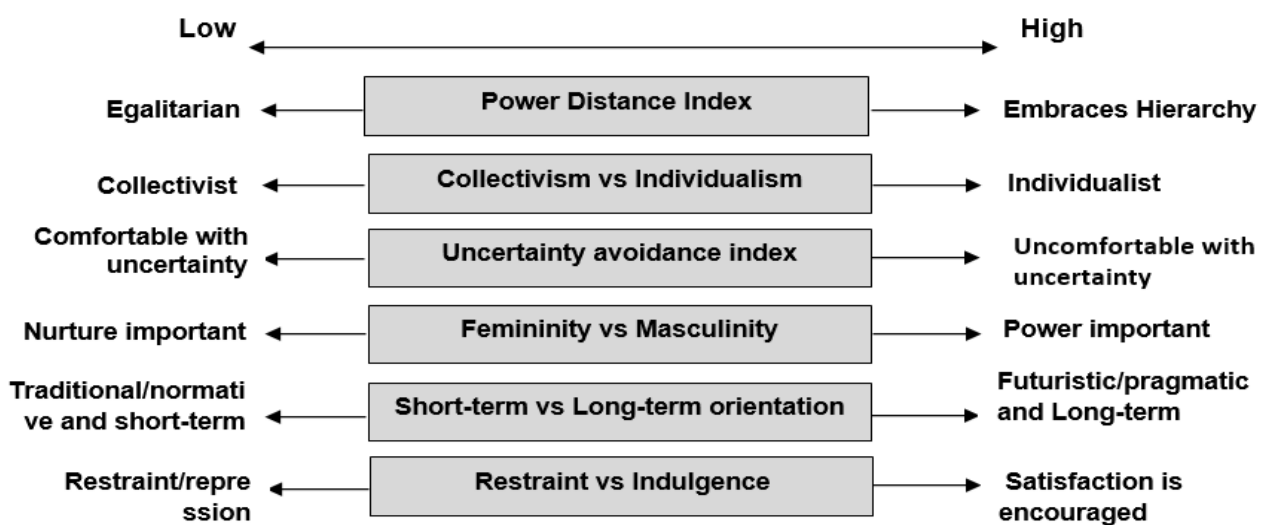 Low
High
Egalitarian
Power Distance Index
Embraces Hierarchy
Collectivist
Collectivism vs Individualism
Individualist
Comfortable with
uncertainty
Uncertainty avoidance index
Uncomfortable with
uncertainty
Nurture important
Femininity vs Masculinity
Power important
Traditional/normati
ve and short-term
Short-term vs Long-term orientation
Futuristic/pragmatic
and Long-term
Restraint/repre
ssion
Restraint vs Indulgence
Satisfaction is
encouraged